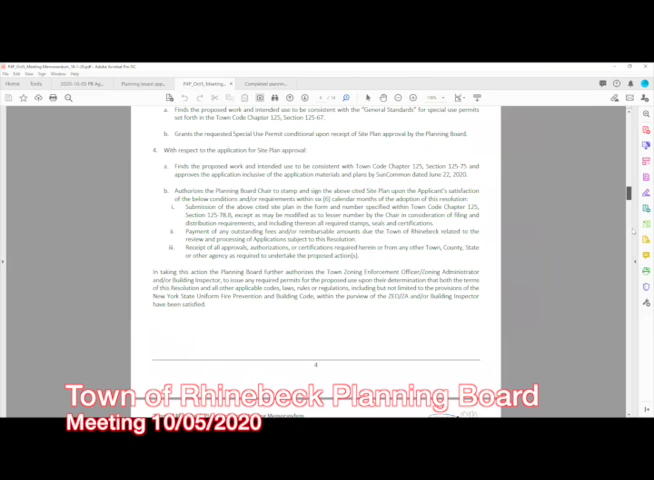 Home Tools 2020-10-05 PB Ag... Planning board app... Completed plannin...
a. Finds the proposed work and intended use to be consistent with the "General Standards" for special use permits
set forth in the Town Code Chapter 125, Section 125-67.
b. Grants the requested Special Use Permit conditional upon receipt of Site Plan approval by the Planning Board.
4. With respect to the application for Site Plan approval:
a. Finds the proposed work and intended use to be consistent with Town Code Chapter 125, Section 125-75 and
approves the application inclusive of the application materials and plans by SunCommon dated June 22, 2020.
b. Authorizes the Planning Board Chair to stamp and sign the above cited Site Plan upon the Applicant's satisfaction
of the below conditions and/or requirements within six [6] calendar months of the adoption of this resolution:
i. Submission of the above cited site plan in the form and number specified within Town Code Chapter 125,
Section 125-78.B, except as may be modified as to lesser number by the Chair in consideration of filing and
distribution requirements, and including thereon all required stamps, seals and certifications.
ii. Payment of any outstanding fees and/or reimbursable amounts due the Town of Rhinebeck related to the
review and processing of Applications subject to this Resolution.
iii. Receipt of all approvals, authorizations, or certifications required herein or from any other Town, County, State
or other agency as required to undertake the proposed action(s).
In taking this action the Planning Board further authorizes the Town Zoning Enforcement Officer/Zoning Administrator
and/or Building Inspector, to issue any required permits for the proposed use upon their determination that both the terms
of this Resolution and all other applicable codes, laws, rules or regulations, including but not limited to the provisions of the
New York State Uniform Fire Prevention and Building Code, within the purview of the ZEO/ZA and/or Building Inspector
have been satisfied.
4
Town of Rhinebeck Planning Board
Meeting 10/05/2020